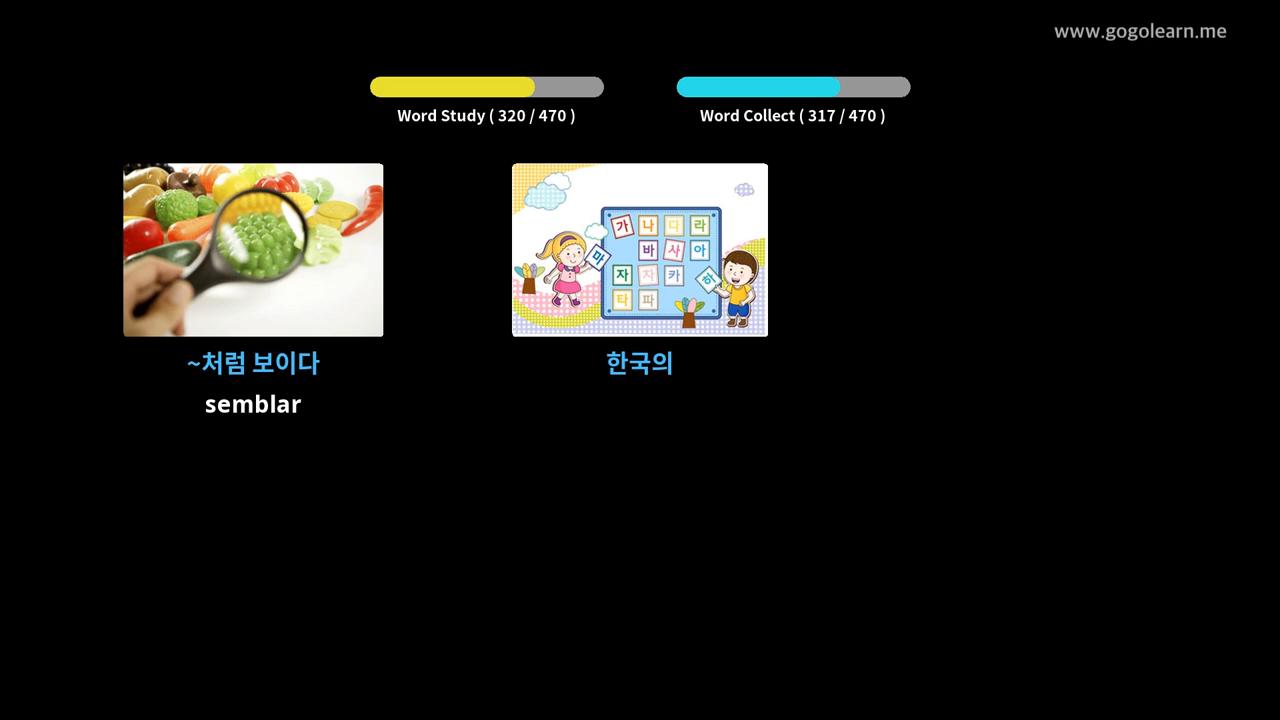 www.gogolearn.me
Word Study ( 320 / 470 )
Word Collect ( 317 / 470 )
가 나 다 라
마 바 사 아
자 차 카 하
타 파
~처럼 보이다
semblar
한국의